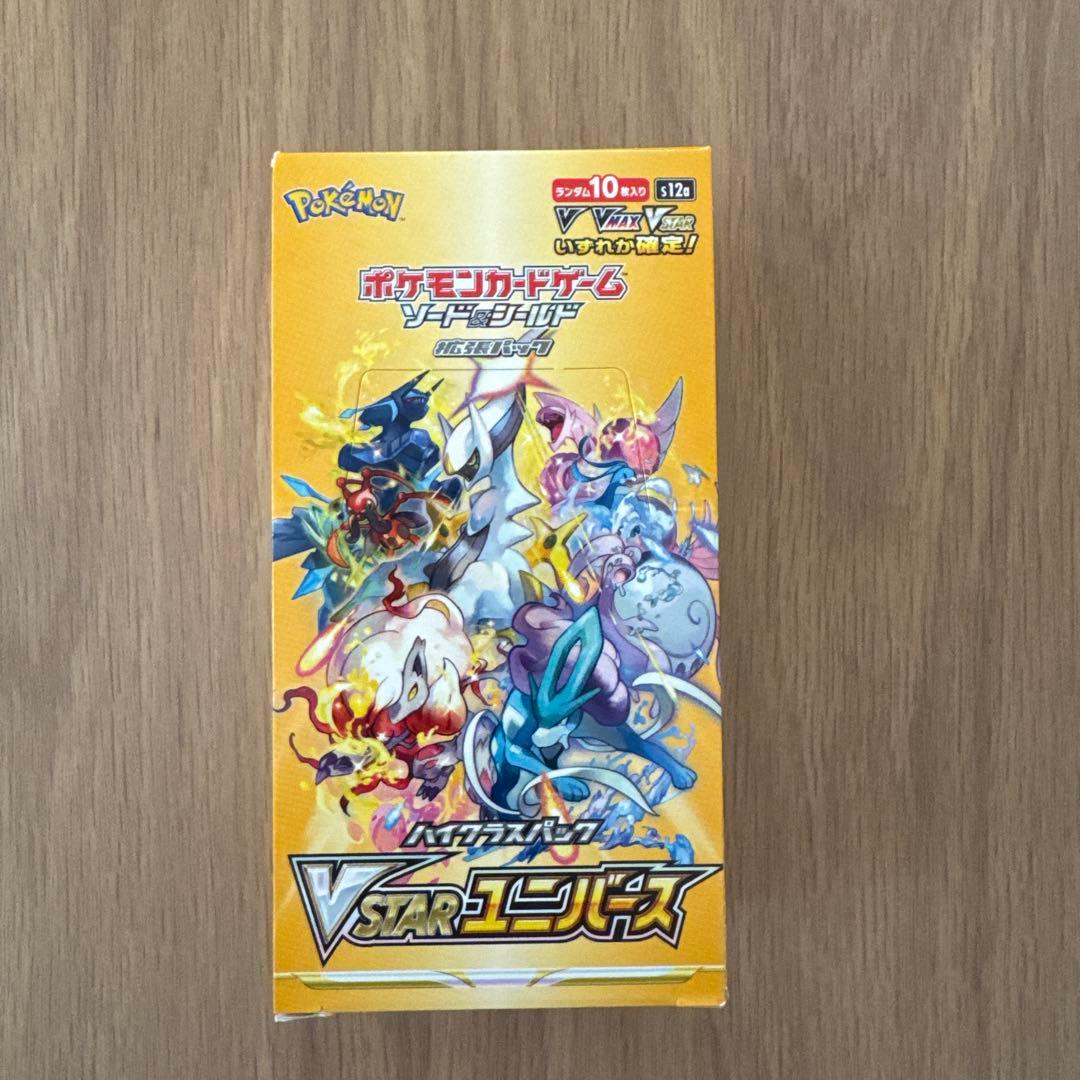 Pokémon™
ランダム10枚入り s12a
V VMAX VSTAR
いずれか確定!
ポケモンカードゲーム™
ソード&シールド
拡張パック
ハイクラスパック
VSTARユニバース